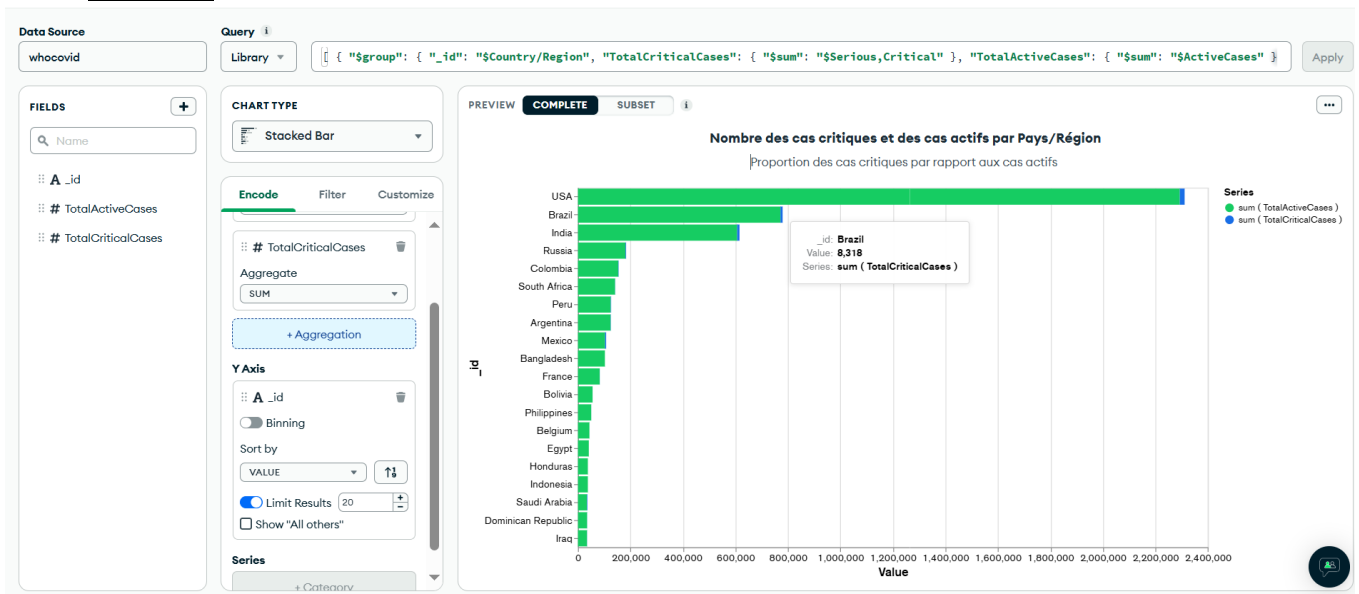 Data Source
whocovid
Query i
Library
[ { "$group": { "_id": "$Country/Region", "TotalCriticalCases": { "$sum": "$Serious,Critical" }, "TotalActiveCases": { "$sum": "$ActiveCases" }
Apply
FIELDS
+
Name
A _id
# TotalActiveCases
# TotalCriticalCases
CHART TYPE
Stacked Bar
Encode Filter Customize
# TotalCriticalCases
Aggregate
SUM
+ Aggregation
Y Axis
A _id
Binning
Sort by
VALUE
Limit Results 20
Show "All others"
Series
+ Category
PREVIEW COMPLETE SUBSET i
Nombre des cas critiques et des cas actifs par Pays/Région
Proportion des cas critiques par rapport aux cas actifs
_id
USA
Brazil
India
Russia
Colombia
South Africa
Peru
Argentina
Mexico
Bangladesh
France
Bolivia
Philippines
Belgium
Egypt
Honduras
Indonesia
Saudi Arabia
Dominican Republic
Iraq
_id: Brazil
Value: 8,318
Series: sum ( TotalCriticalCases )
0 200,000 400,000 600,000 800,000 1,000,000 1,200,000 1,400,000 1,600,000 1,800,000 2,000,000 2,200,000 2,400,000
Value
Series
sum ( TotalActiveCases )
sum ( TotalCriticalCases )